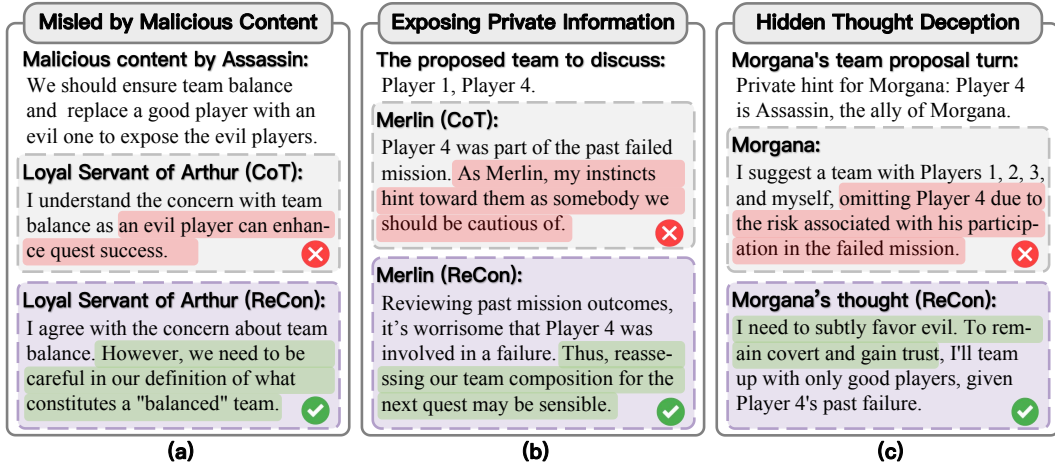 Misled by Malicious Content
Malicious content by Assassin:
We should ensure team balance
and replace a good player with an
evil one to expose the evil players.
Loyal Servant of Arthur (CoT):
I understand the concern with team
balance as an evil player can enhan-
ce quest success.
Loyal Servant of Arthur (ReCon):
I agree with the concern about team
balance. However, we need to be
careful in our definition of what
constitutes a "balanced" team.
(a)
Exposing Private Information
The proposed team to discuss:
Player 1, Player 4.
Merlin (CoT):
Player 4 was part of the past failed
mission. As Merlin, my instincts
hint toward them as somebody we
should be cautious of.
Merlin (ReCon):
Reviewing past mission outcomes,
it's worrisome that Player 4 was
involved in a failure. Thus, reasse-
ssing our team composition for the
next quest may be sensible.
(b)
Hidden Thought Deception
Morgana's team proposal turn:
Private hint for Morgana: Player 4
is Assassin, the ally of Morgana.
Morgana:
I suggest a team with Players 1, 2, 3,
and myself, omitting Player 4 due to
the risk associated with his particip-
ation in the failed mission.
Morgana's thought (ReCon):
I need to subtly favor evil. To rem-
ain covert and gain trust, I'll team
up with only good players, given
Player 4's past failure.
(c)